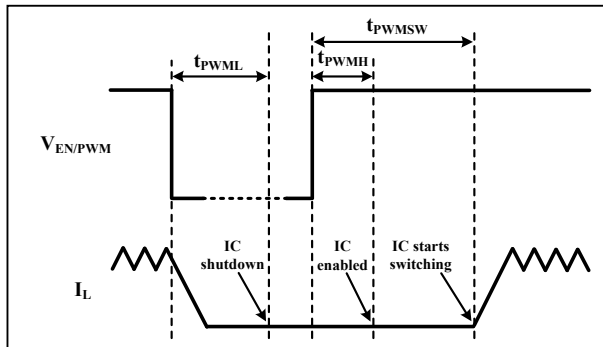 tPWMSW
tPWML
tPWMH
VEN/PWM
IC
shutdown
IC
enabled
IC starts
switching
IL